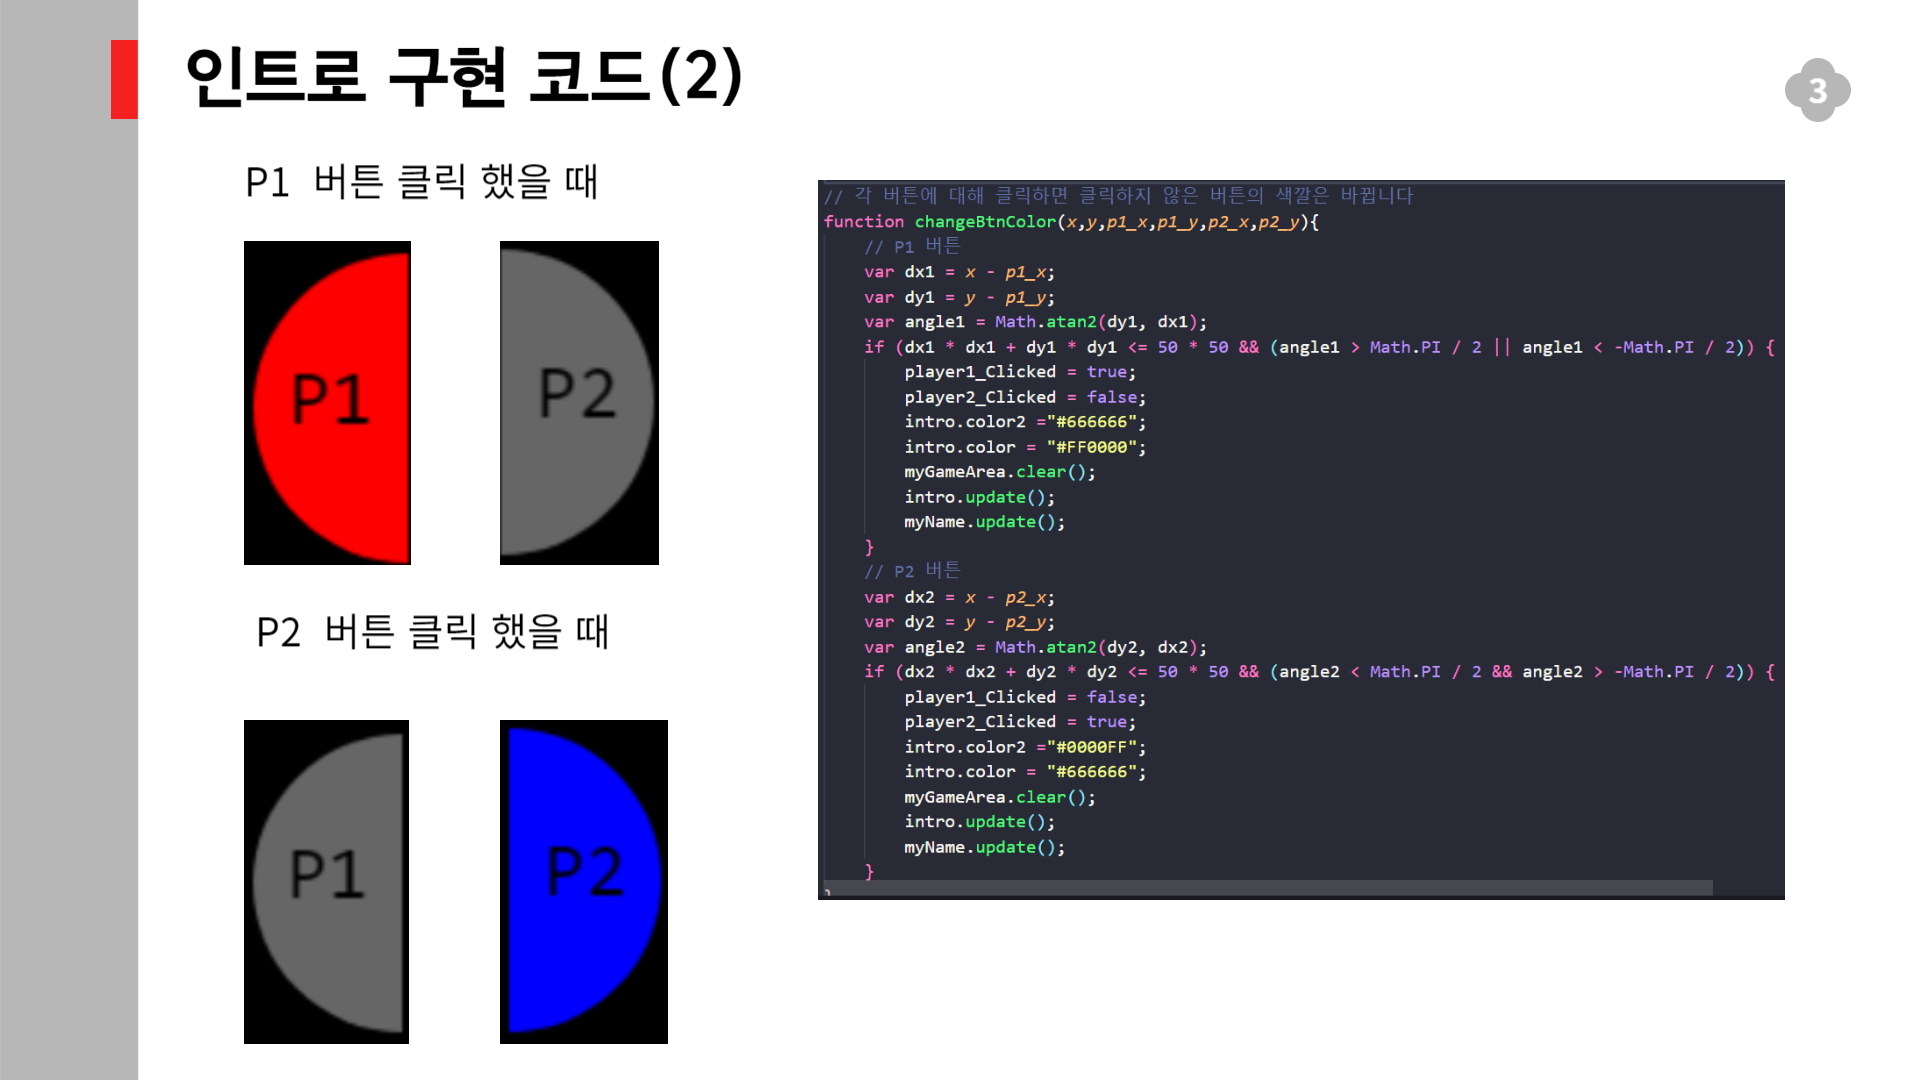 인트로 구현 코드(2)
3
P1 버튼 클릭 했을 때
P1
P2
P2 버튼 클릭 했을 때
P1
P2
// 각 버튼에 대해 클릭하면 클릭하지 않은 버튼의 색깔은 바뀝니다
function changeBtnColor(x,y,p1_x,p1_y,p2_x,p2_y){
// P1 버튼
var dx1 = x - p1_x;
var dy1 = y - p1_y;
var angle1 = Math.atan2(dy1, dx1);
if (dx1 * dx1 + dy1 * dy1 <= 50 * 50 && (angle1 > Math.PI / 2 || angle1 < -Math.PI / 2)) {
player1_Clicked = true;
player2_Clicked = false;
intro.color2 ="#666666";
intro.color = "#FF0000";
myGameArea.clear();
intro.update();
myName.update();
}
// P2 버튼
var dx2 = x - p2_x;
var dy2 = y - p2_y;
var angle2 = Math.atan2(dy2, dx2);
if (dx2 * dx2 + dy2 * dy2 <= 50 * 50 && (angle2 < Math.PI / 2 && angle2 > -Math.PI / 2)) {
player1_Clicked = false;
player2_Clicked = true;
intro.color2 ="#0000FF";
intro.color = "#666666";
myGameArea.clear();
intro.update();
myName.update();
}